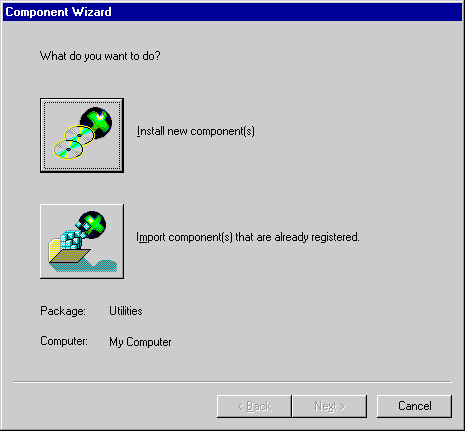 Component Wizard
What do you want to do?
Install new component(s)
Import component(s) that are already registered.
Package: Utilities
Computer: My Computer
< Back Next > Cancel